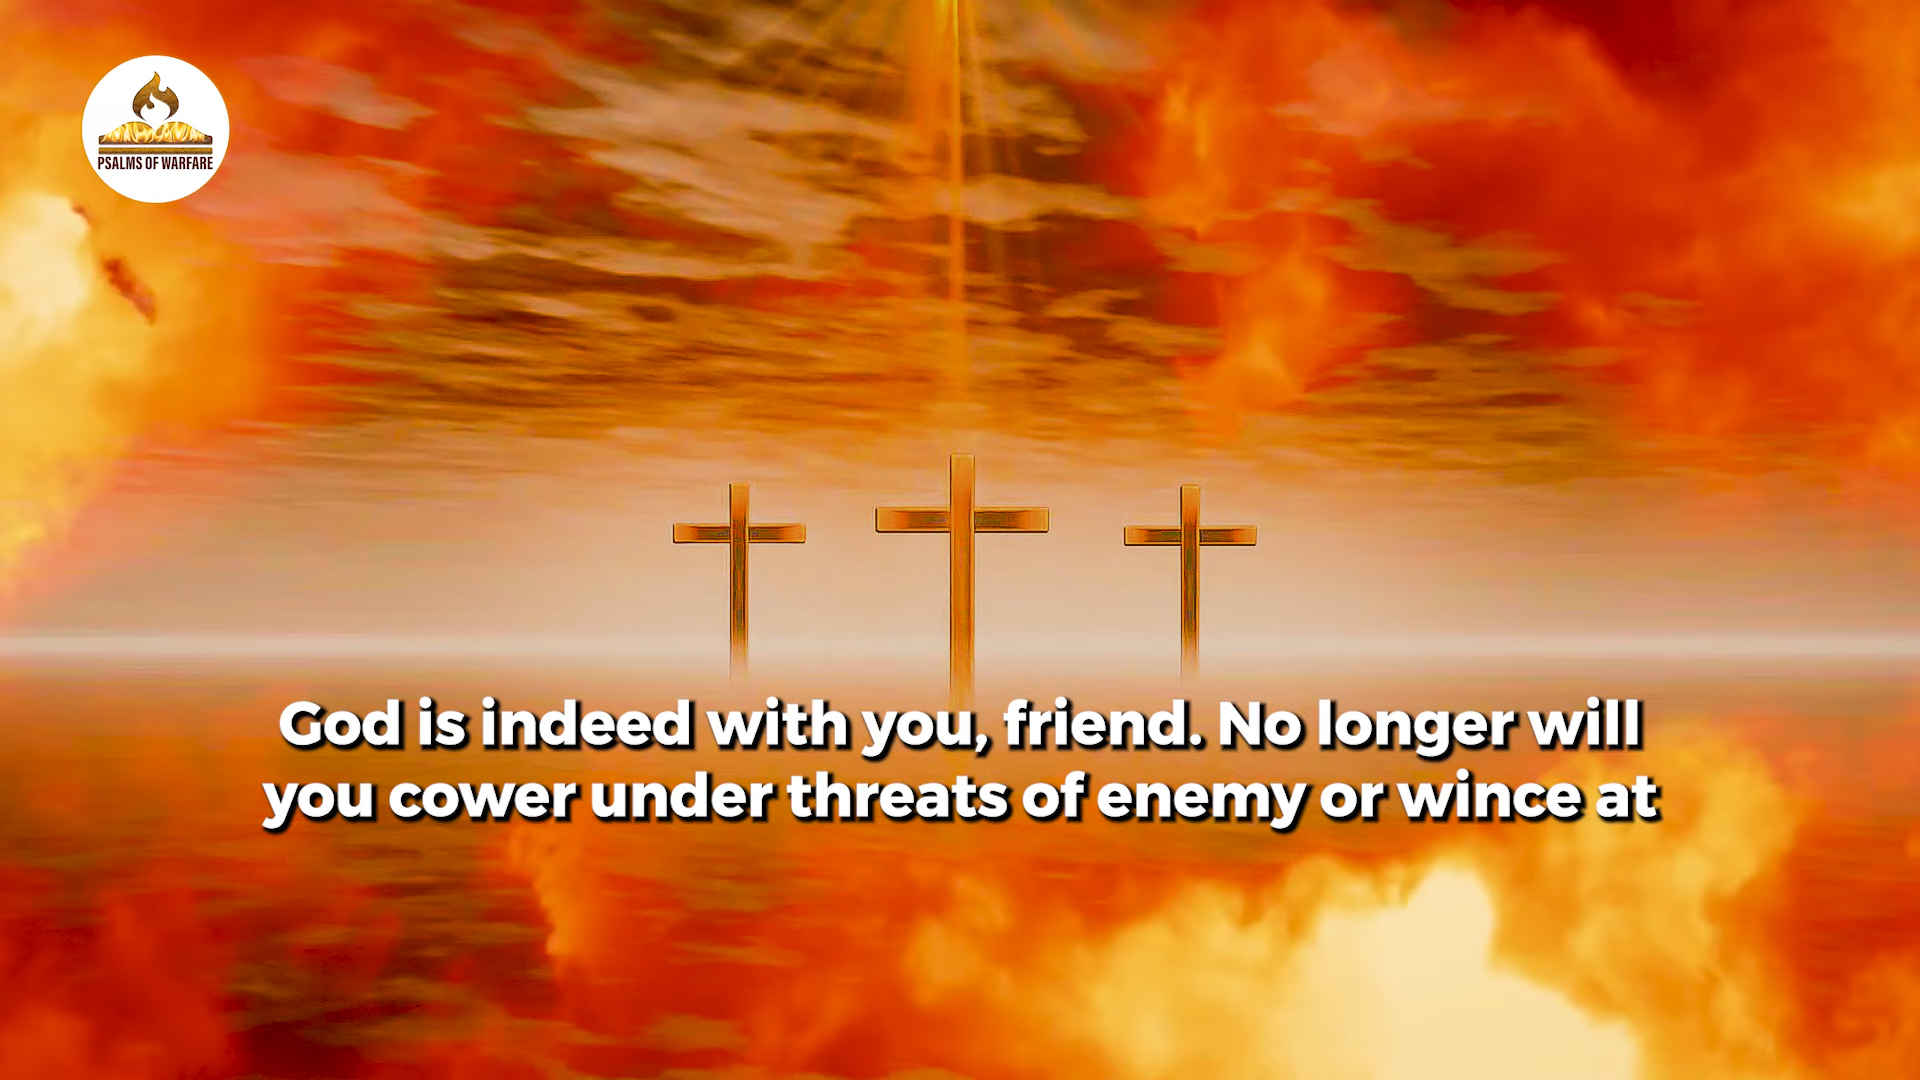 PSALMS OF WARFARE
God is indeed with you, friend. No longer will
you cower under threats of enemy or wince at